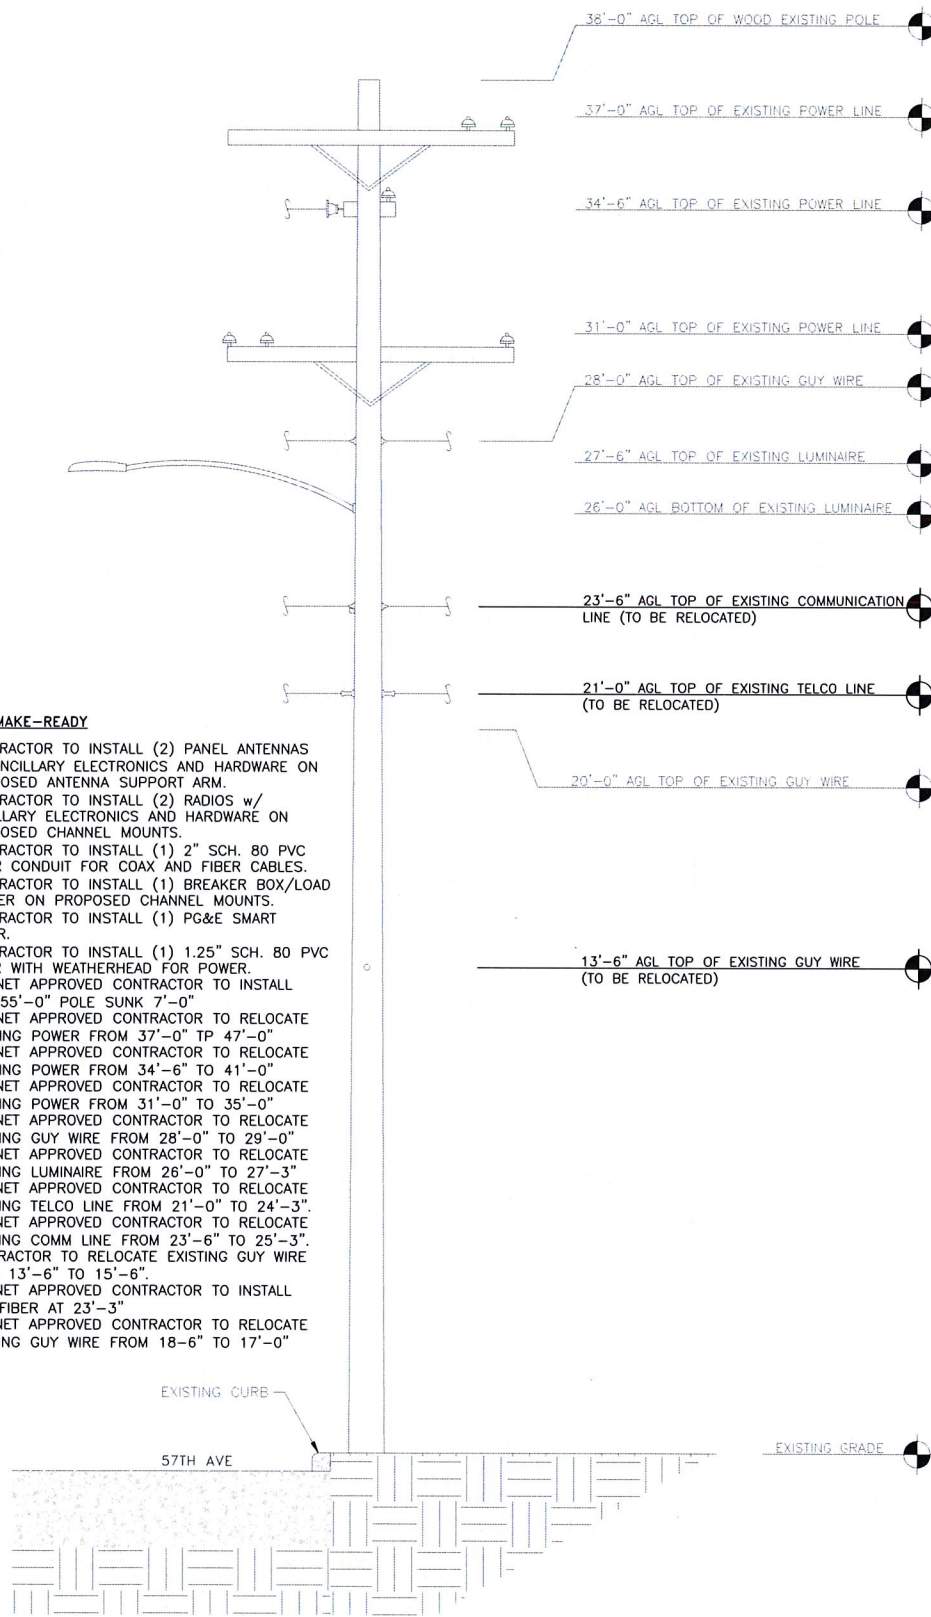 38'-0" AGL TOP OF WOOD EXISTING POLE
37'-0" AGL TOP OF EXISTING POWER LINE
34'-6" AGL TOP OF EXISTING POWER LINE
31'-0" AGL TOP OF EXISTING POWER LINE
28'-0" AGL TOP OF EXISTING GUY WIRE
27'-6" AGL TOP OF EXISTING LUMINAIRE
26'-0" AGL BOTTOM OF EXISTING LUMINAIRE
23'-6" AGL TOP OF EXISTING COMMUNICATION
LINE (TO BE RELOCATED)
21'-0" AGL TOP OF EXISTING TELCO LINE
(TO BE RELOCATED)
20'-0" AGL TOP OF EXISTING GUY WIRE
13'-6" AGL TOP OF EXISTING GUY WIRE
(TO BE RELOCATED)
MAKE-READY
RACTOR TO INSTALL (2) PANEL ANTENNAS
NCILLARY ELECTRONICS AND HARDWARE ON
OSED ANTENNA SUPPORT ARM.
RACTOR TO INSTALL (2) RADIOS w/
LLARY ELECTRONICS AND HARDWARE ON
OSED CHANNEL MOUNTS.
RACTOR TO INSTALL (1) 2" SCH. 80 PVC
R CONDUIT FOR COAX AND FIBER CABLES.
RACTOR TO INSTALL (1) BREAKER BOX/LOAD
ER ON PROPOSED CHANNEL MOUNTS.
RACTOR TO INSTALL (1) PG&E SMART
R.
RACTOR TO INSTALL (1) 1.25" SCH. 80 PVC
R WITH WEATHERHEAD FOR POWER.
NET APPROVED CONTRACTOR TO INSTALL
55'-0" POLE SUNK 7'-0"
NET APPROVED CONTRACTOR TO RELOCATE
ING POWER FROM 37'-0" TP 47'-0"
NET APPROVED CONTRACTOR TO RELOCATE
ING POWER FROM 34'-6" TO 41'-0"
NET APPROVED CONTRACTOR TO RELOCATE
ING POWER FROM 31'-0" TO 35'-0"
NET APPROVED CONTRACTOR TO RELOCATE
ING GUY WIRE FROM 28'-0" TO 29'-0"
NET APPROVED CONTRACTOR TO RELOCATE
ING LUMINAIRE FROM 26'-0" TO 27'-3"
NET APPROVED CONTRACTOR TO RELOCATE
ING TELCO LINE FROM 21'-0" TO 24'-3".
NET APPROVED CONTRACTOR TO RELOCATE
ING COMM LINE FROM 23'-6" TO 25'-3".
RACTOR TO RELOCATE EXISTING GUY WIRE
13'-6" TO 15'-6".
NET APPROVED CONTRACTOR TO INSTALL
FIBER AT 23'-3"
NET APPROVED CONTRACTOR TO RELOCATE
ING GUY WIRE FROM 18-6" TO 17'-0"
EXISTING CURB
57TH AVE
EXISTING GRADE